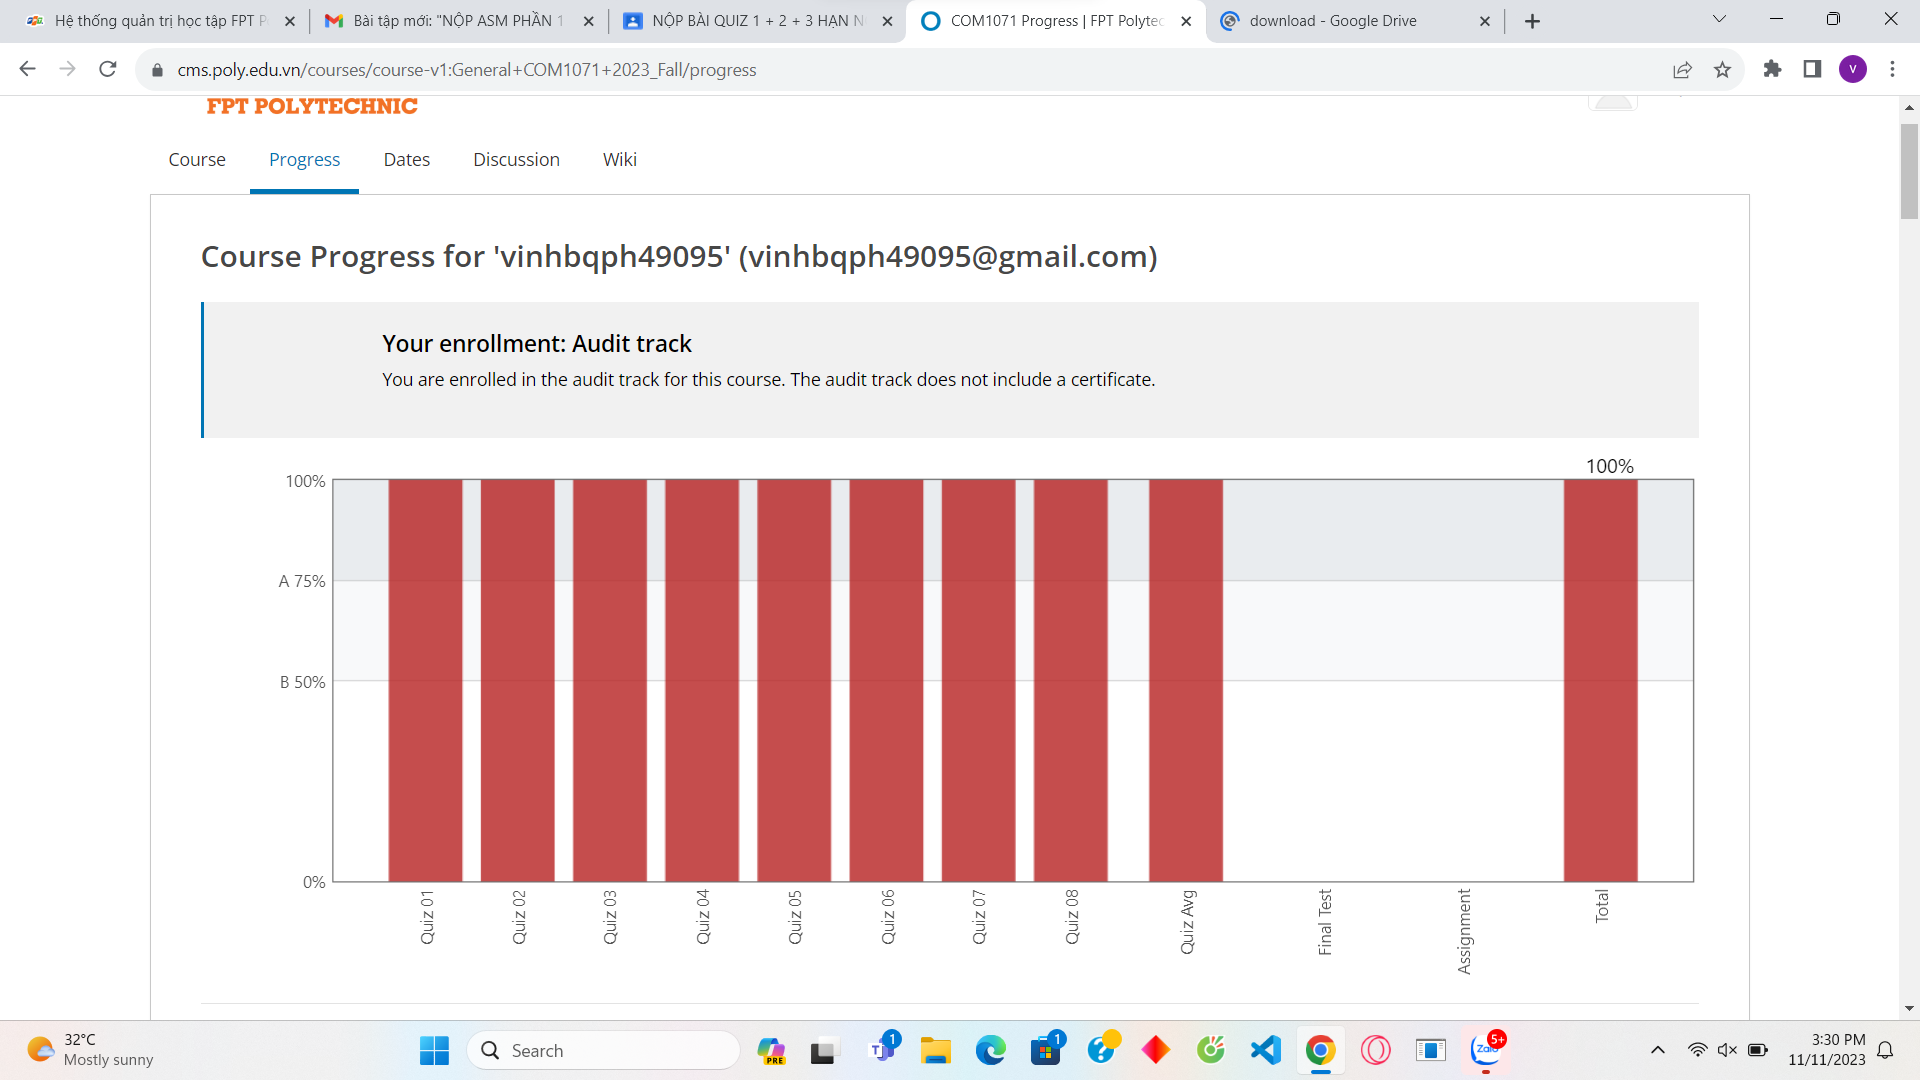 Hệ thống quản trị học tập FPT P
Bài tập mới: "NỘP ASM PHẦN 1
NỘP BÀI QUIZ 1 + 2 + 3 HẠN N
COM1071 Progress | FPT Polytec
download - Google Drive
cms.poly.edu.vn/courses/course-v1:General+COM1071+2023_Fall/progress
V
FPT POLYTECHNIC
Course
Progress
Dates
Discussion
Wiki
Course Progress for 'vinhbqph49095' (vinhbqph49095@gmail.com)
Your enrollment: Audit track
You are enrolled in the audit track for this course. The audit track does not include a certificate.
100%
100%
A 75%
B 50%
0%
Quiz 01
Quiz 02
Quiz 03
Quiz 04
Quiz 05
Quiz 06
Quiz 07
Quiz 08
Quiz Avg
Final Test
Assignment
Total
32°C
Mostly sunny
Search
PRE
1
1
Zalo
5+
3:30 PM
11/11/2023